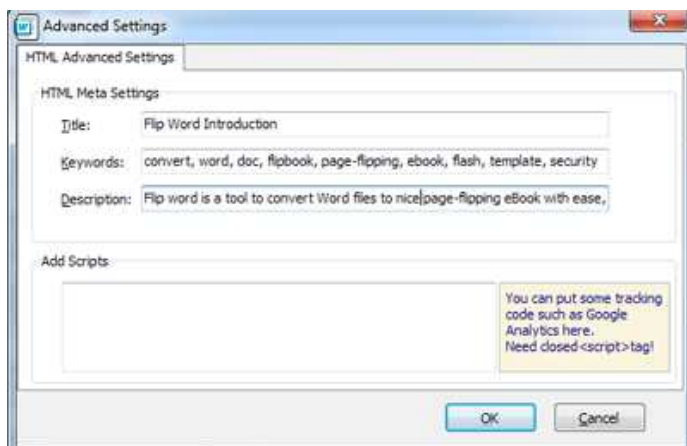 Advanced Settings
HTML Advanced Settings
HTML Meta Settings
Title: Flip Word Introduction
Keywords: convert, word, doc, flipbook, page-flipping, ebook, flash, template, security
Description: Flip word is a tool to convert Word files to nice page-flipping eBook with ease,
Add Scripts
You can put some tracking
code such as Google
Analytics here.
Need closed<script>tag!
OK Cancel